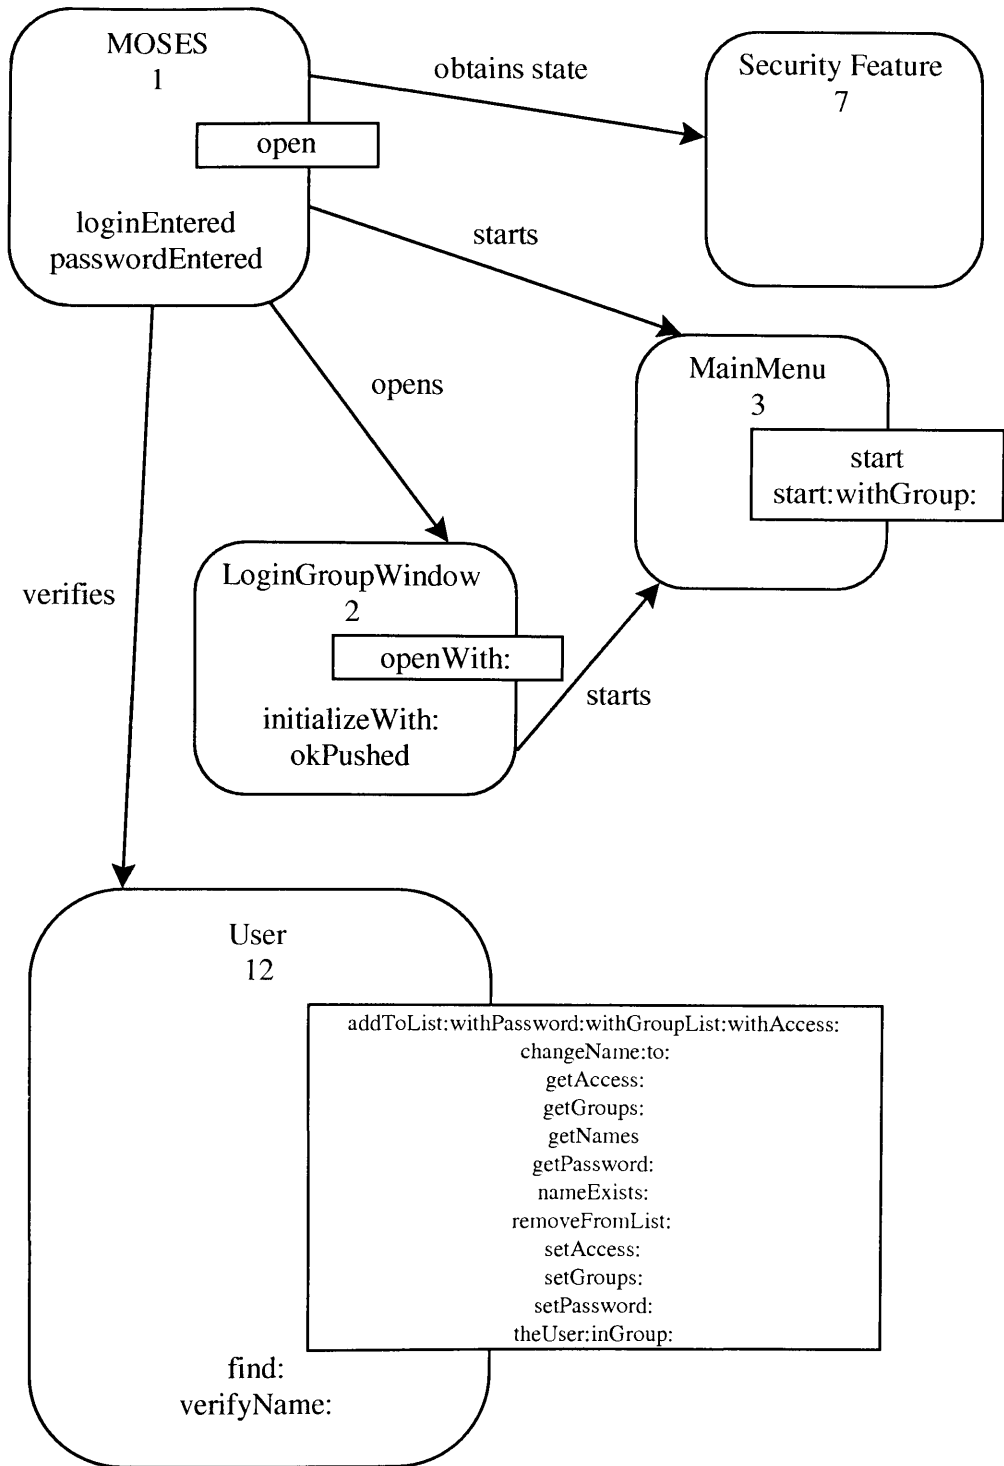 MOSES
1
open
loginEntered
passwordEntered
obtains state
Security Feature
7
starts
MainMenu
3
start
start:withGroup:
opens
LoginGroupWindow
2
openWith:
initializeWith:
okPushed
starts
verifies
User
12
addToList:withPassword:withGroupList:withAccess:
changeName:to:
getAccess:
getGroups:
getNames
getPassword:
nameExists:
removeFromList:
setAccess:
setGroups:
setPassword:
theUser:inGroup:
find:
verifyName: